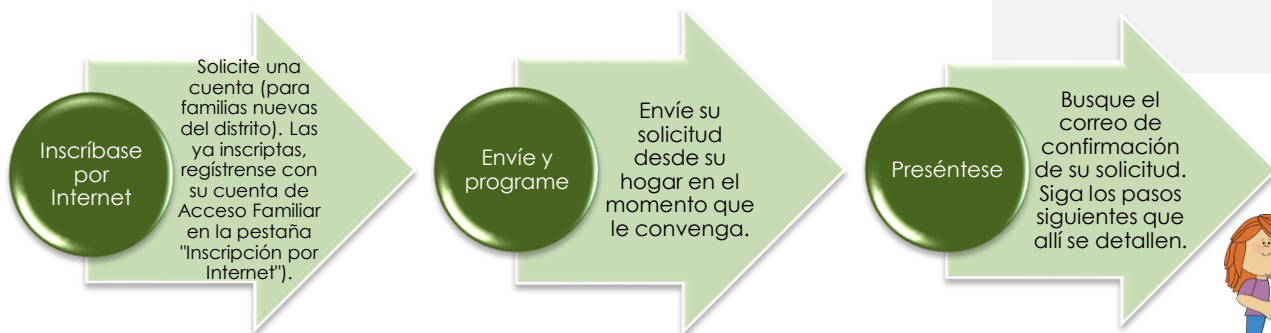 Inscríbase
por
Internet
Solicite una
cuenta (para
familias nuevas
del distrito). Las
ya inscriptas,
regístrense con
su cuenta de
Acceso Familiar
en la pestaña
"Inscripción por
Internet").
Envíe y
programe
Envíe su
solicitud
desde su
hogar en el
momento que
le convenga.
Preséntese
Busque el
correo de
confirmación
de su solicitud.
Siga los pasos
siguientes que
allí se detallen.